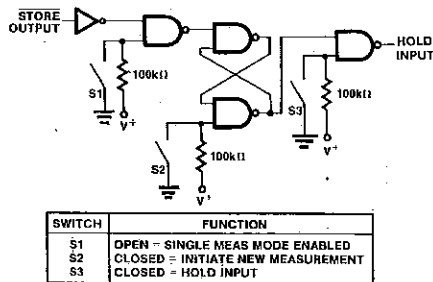 STORE
OUTPUT
HOLD
INPUT
100kΩ
S1
V+
100kΩ
S3
V+
100kΩ
S2
V+
SWITCH FUNCTION
S1 OPEN = SINGLE MEAS MODE ENABLED
S2 CLOSED = INITIATE NEW MEASUREMENT
S3 CLOSED = HOLD INPUT